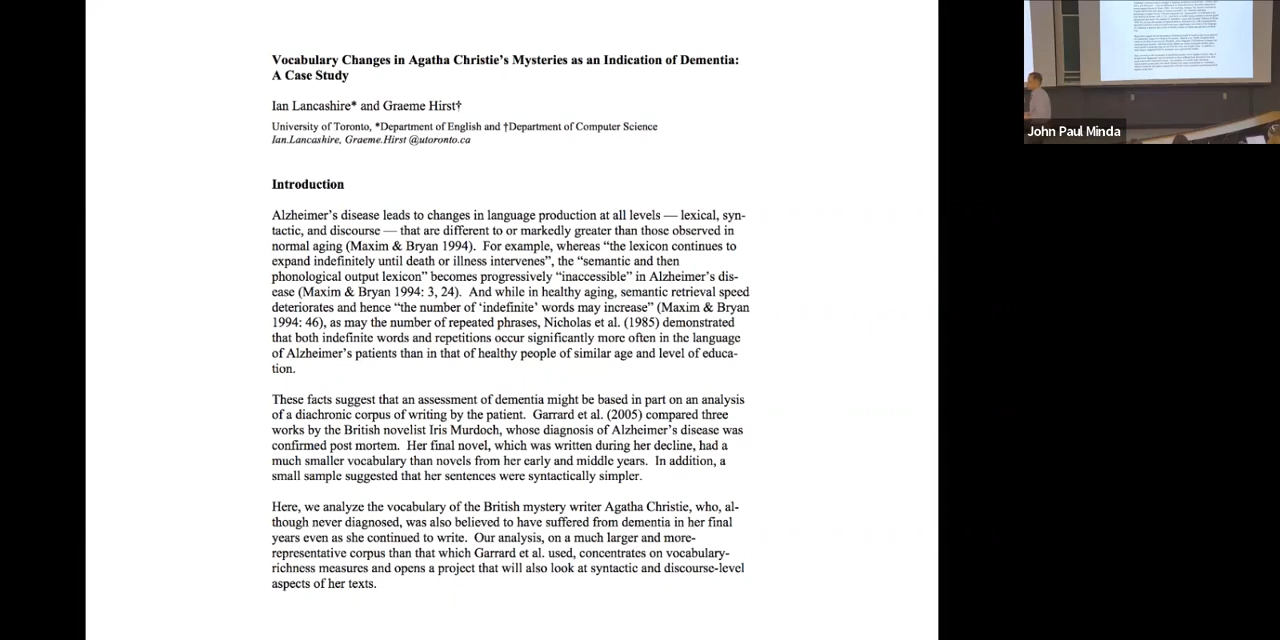 Vocabulary Changes in Agatha Christie's Mysteries as an Indication of Dementia:
A Case Study
Ian Lancashire* and Graeme Hirst†
University of Toronto, *Department of English and †Department of Computer Science
Ian.Lancashire, Graeme.Hirst @utoronto.ca
Introduction
Alzheimer's disease leads to changes in language production at all levels — lexical, syn-
tactic, and discourse — that are different to or markedly greater than those observed in
normal aging (Maxim & Bryan 1994). For example, whereas "the lexicon continues to
expand indefinitely until death or illness intervenes", the "semantic and then
phonological output lexicon" becomes progressively "inaccessible" in Alzheimer's dis-
ease (Maxim & Bryan 1994: 3, 24). And while in healthy aging, semantic retrieval speed
deteriorates and hence "the number of 'indefinite' words may increase" (Maxim & Bryan
1994: 46), as may the number of repeated phrases, Nicholas et al. (1985) demonstrated
that both indefinite words and repetitions occur significantly more often in the language
of Alzheimer's patients than in that of healthy people of similar age and level of educa-
tion.
These facts suggest that an assessment of dementia might be based in part on an analysis
of a diachronic corpus of writing by the patient. Garrard et al. (2005) compared three
works by the British novelist Iris Murdoch, whose diagnosis of Alzheimer's disease was
confirmed post mortem. Her final novel, which was written during her decline, had a
much smaller vocabulary than novels from her early and middle years. In addition, a
small sample suggested that her sentences were syntactically simpler.
Here, we analyze the vocabulary of the British mystery writer Agatha Christie, who, al-
though never diagnosed, was also believed to have suffered from dementia in her final
years even as she continued to write. Our analysis, on a much larger and more-
representative corpus than that which Garrard et al. used, concentrates on vocabulary-
richness measures and opens a project that will also look at syntactic and discourse-level
aspects of her texts.
John Paul Minda